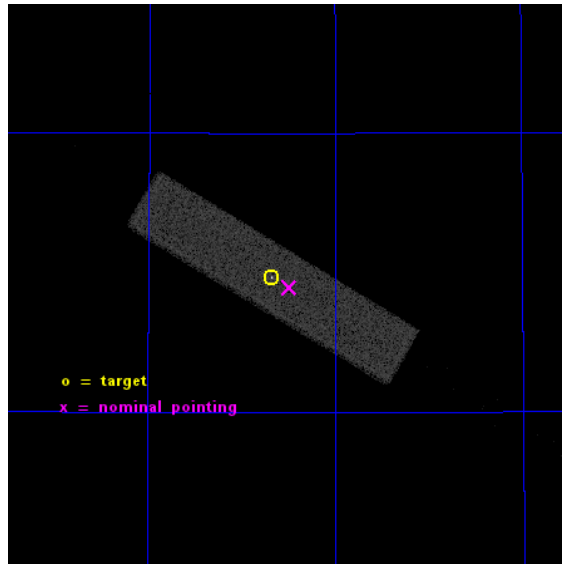 o = target
x = nominal pointing